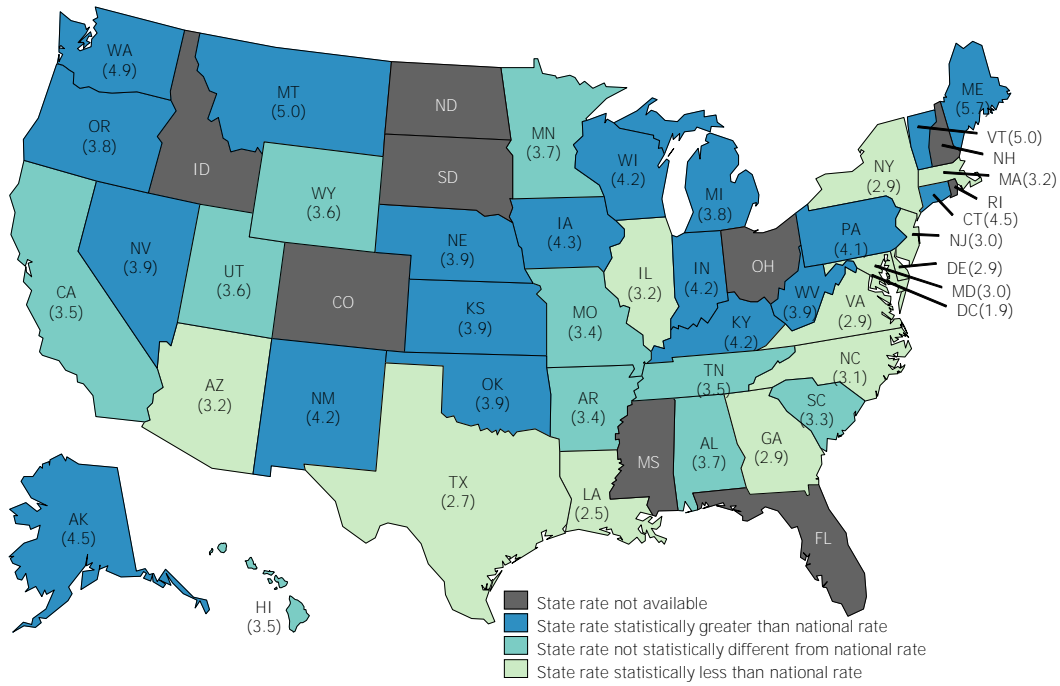 WA
(4.9)
MT
(5.0)
ND
ME
(5.7)
OR
(3.8)
MN
(3.7)
VT(5.0)
NH
ID
SD
WI
(4.2)
NY
(2.9)
MA(3.2)
WY
(3.6)
MI
(3.8)
RI
CT(4.5)
IA
(4.3)
PA
(4.1)
NJ(3.0)
NV
(3.9)
NE
(3.9)
UT
(3.6)
IL
(3.2)
IN
(4.2)
OH
DE(2.9)
CA
(3.5)
CO
WV
(3.9)
MD(3.0)
VA
(2.9)
DC(1.9)
KS
(3.9)
MO
(3.4)
KY
(4.2)
NC
(3.1)
AZ
(3.2)
NM
(4.2)
OK
(3.9)
TN
(3.5)
AR
(3.4)
SC
(3.3)
MS
AL
(3.7)
GA
(2.9)
TX
(2.7)
LA
(2.5)
AK
(4.5)
FL
HI
(3.5)
State rate not available
State rate statistically greater than national rate
State rate not statistically different from national rate
State rate statistically less than national rate